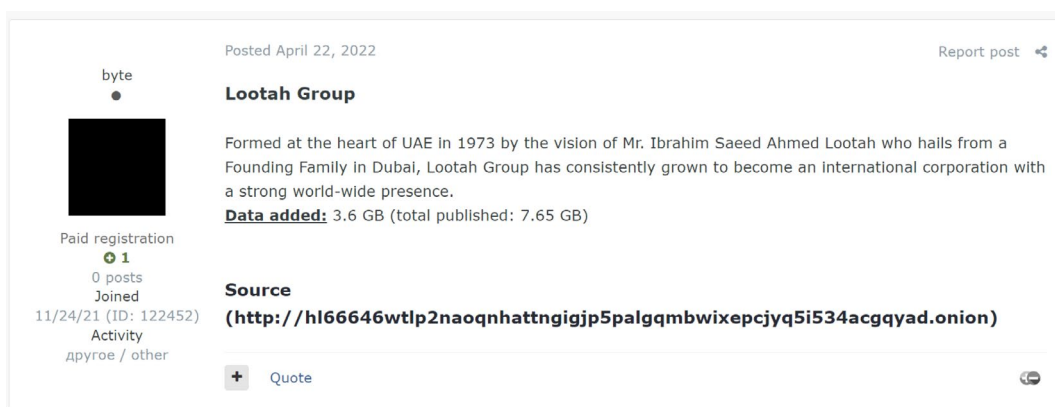 Posted April 22, 2022
Report post
byte
Lootah Group
Formed at the heart of UAE in 1973 by the vision of Mr. Ibrahim Saeed Ahmed Lootah who hails from a
Founding Family in Dubai, Lootah Group has consistently grown to become an international corporation with
a strong world-wide presence.
Data added: 3.6 GB (total published: 7.65 GB)
Paid registration
1
0 posts
Joined
11/24/21 (ID: 122452)
Activity
другое / other
Source
(http://hl66646wtlp2naoqnhattngigjp5palgqmbwixepcjyq5i534acgqyad.onion)
+ Quote